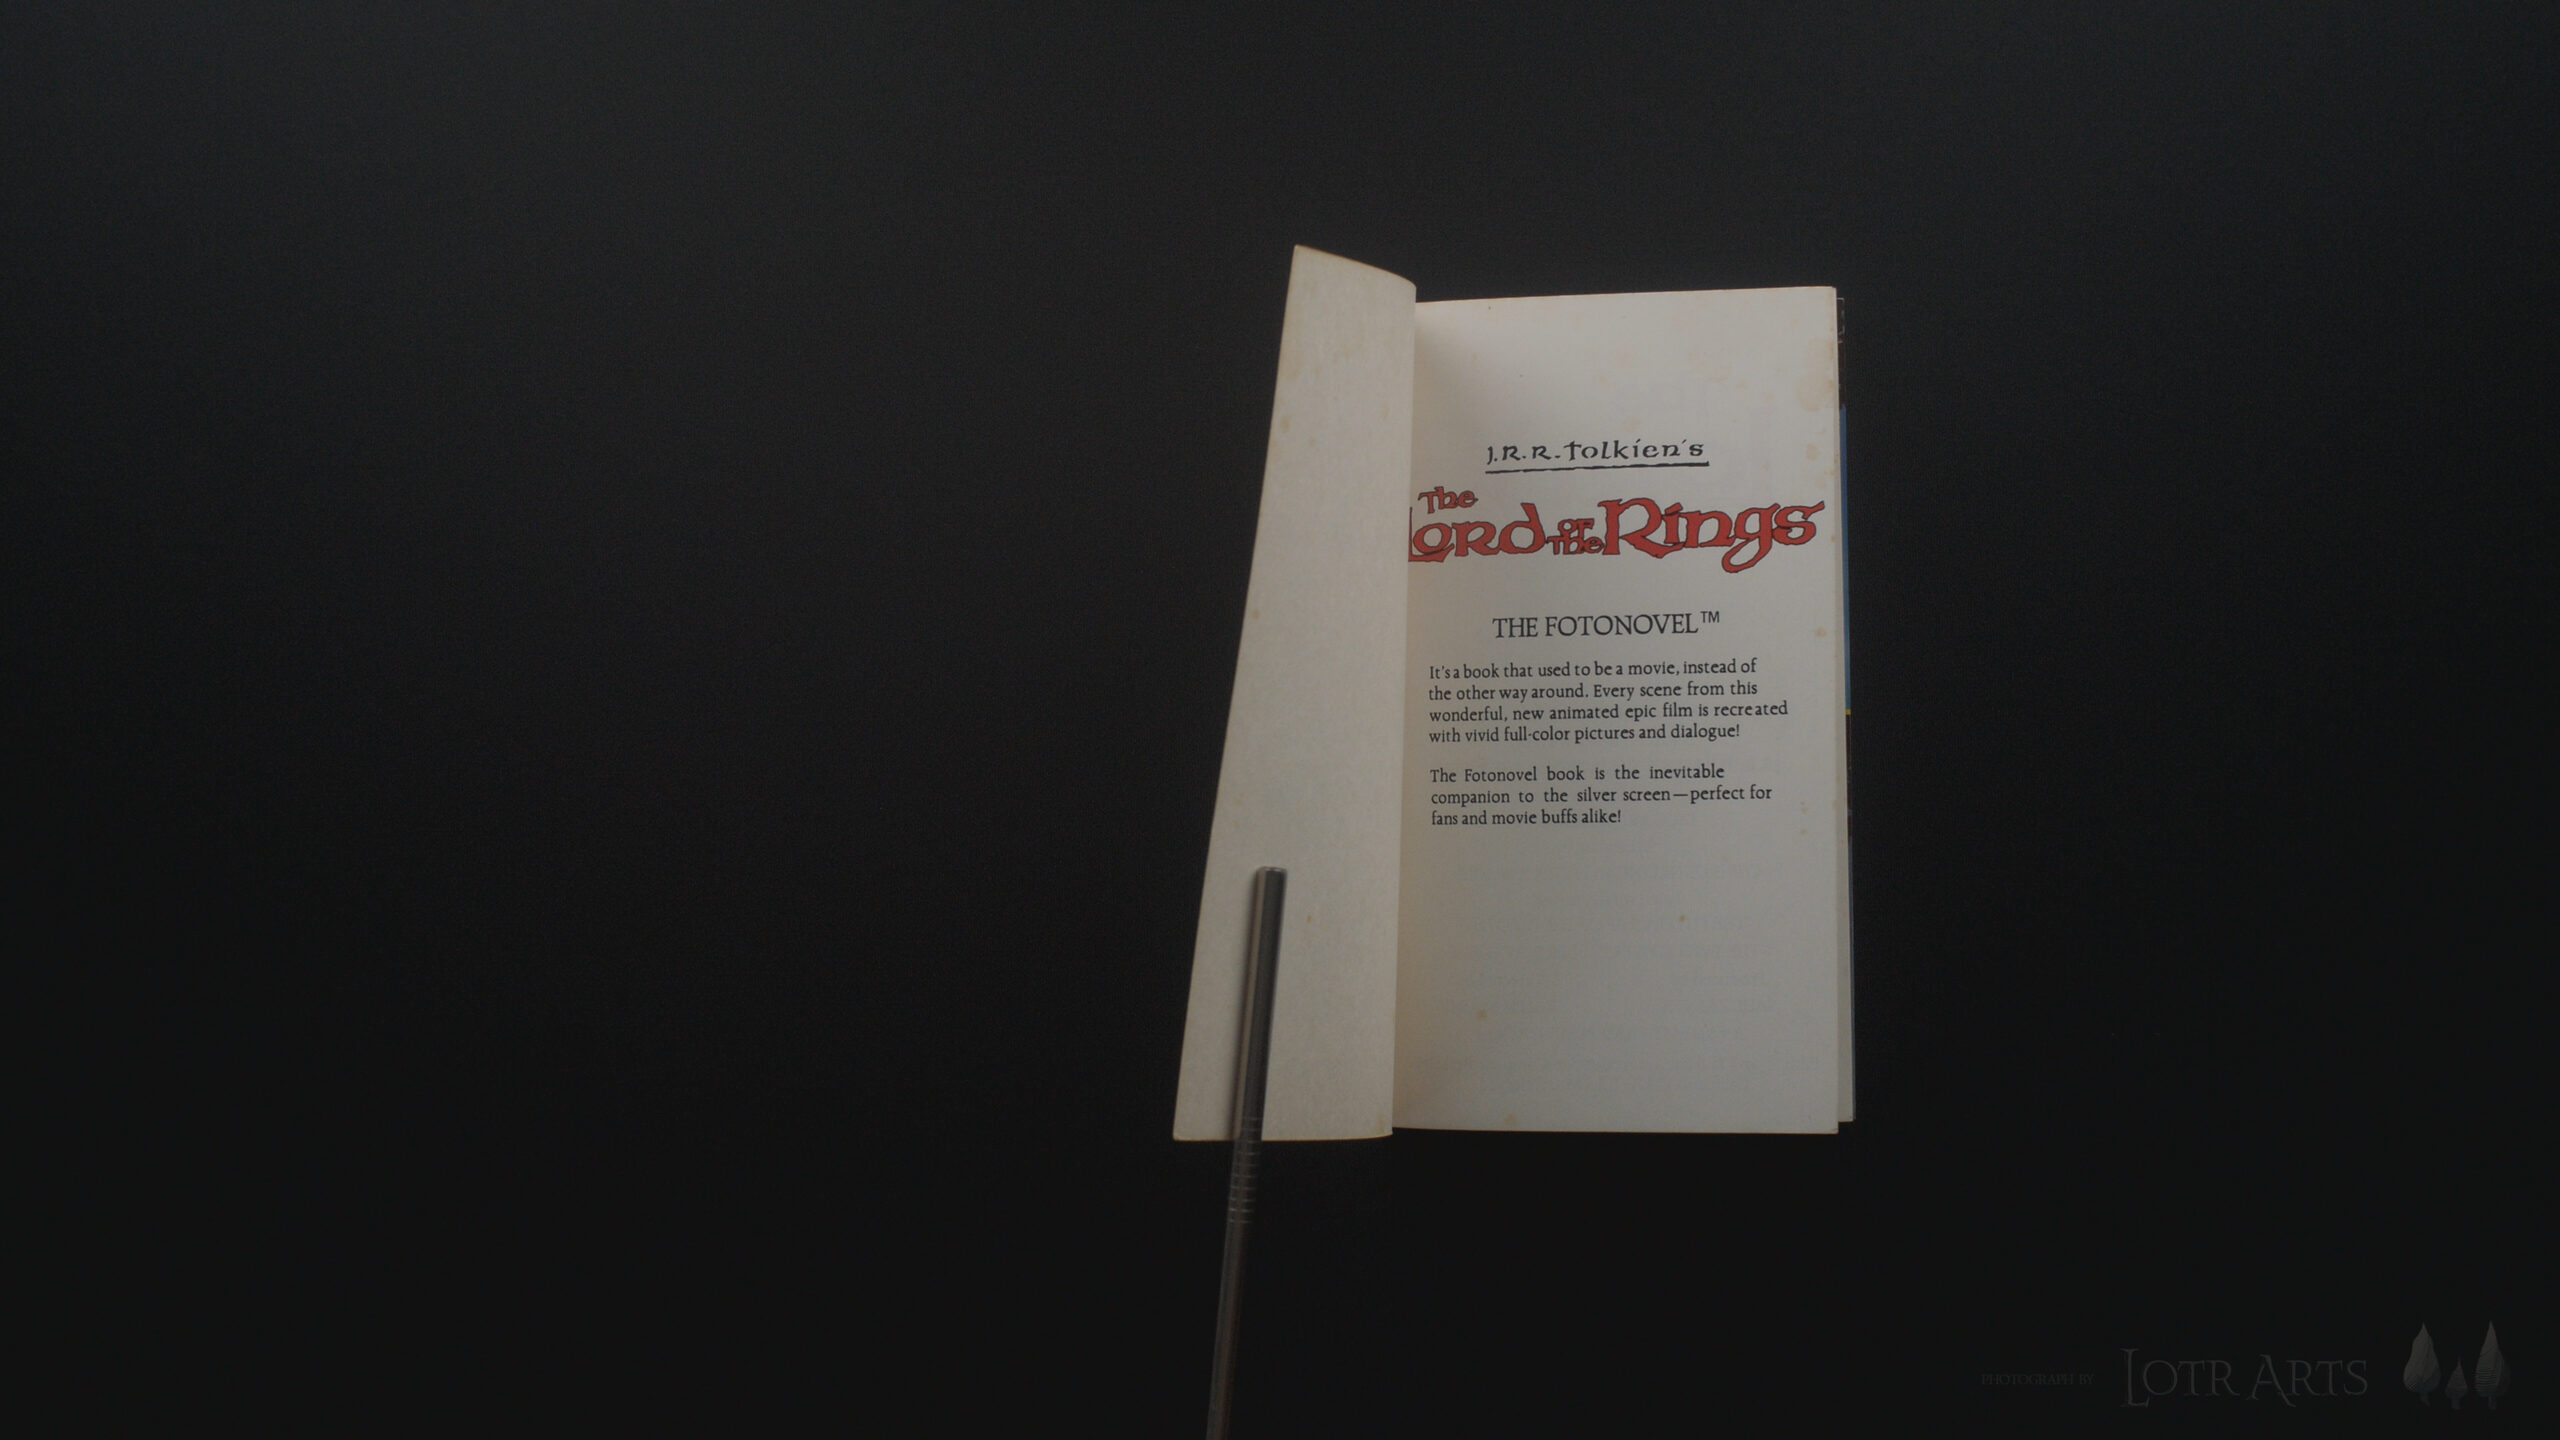 J.R.R. Tolkien's
The
Lord of the Rings
THE FOTONOVEL™
It's a book that used to be a movie, instead of
the other way around. Every scene from this
wonderful, new animated epic film is recreated
with vivid full-color pictures and dialogue!
The Fotonovel book is the inevitable
companion to the silver screen—perfect for
fans and movie buffs alike!
PHOTOGRAPH BY LOTR ARTS